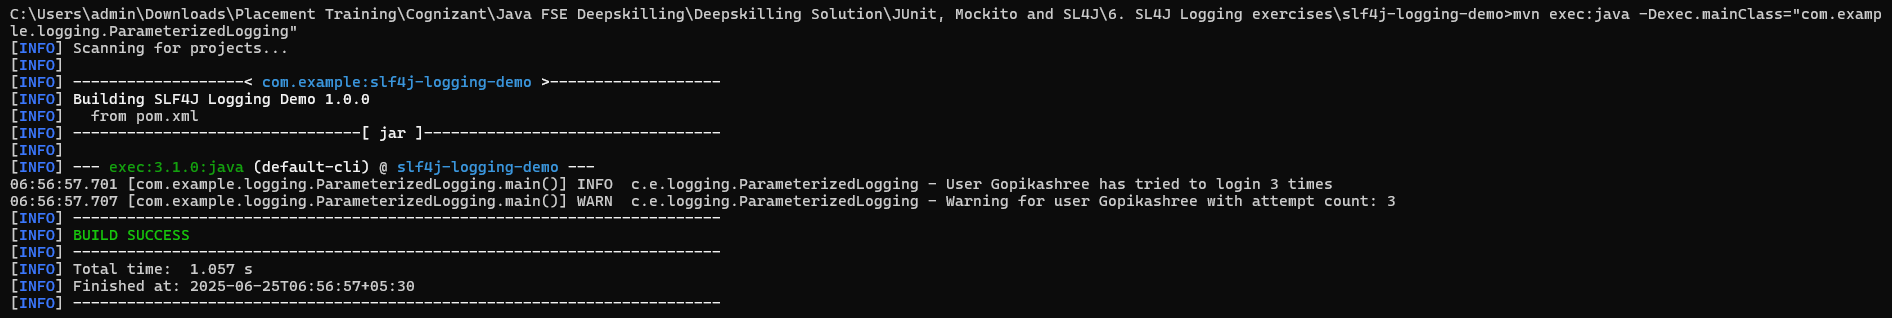 C:\Users\admin\Downloads\Placement Training\Cognizant\Java FSE Deepskilling\Deepskilling Solution\JUnit, Mockito and SL4J\6. SL4J Logging exercises\slf4j-logging-demo>mvn exec:java -Dexec.mainClass="com.examp
le.logging.ParameterizedLogging"
[INFO] Scanning for projects...
[INFO]
[INFO] -------------------< com.example:slf4j-logging-demo >-------------------
[INFO] Building SLF4J Logging Demo 1.0.0
[INFO]   from pom.xml
[INFO] --------------------------------[ jar ]---------------------------------
[INFO]
[INFO] --- exec:3.1.0:java (default-cli) @ slf4j-logging-demo ---
06:56:57.701 [com.example.logging.ParameterizedLogging.main()] INFO  c.e.logging.ParameterizedLogging - User Gopikashree has tried to login 3 times
06:56:57.707 [com.example.logging.ParameterizedLogging.main()] WARN  c.e.logging.ParameterizedLogging - Warning for user Gopikashree with attempt count: 3
[INFO] ------------------------------------------------------------------------
[INFO] BUILD SUCCESS
[INFO] ------------------------------------------------------------------------
[INFO] Total time:  1.057 s
[INFO] Finished at: 2025-06-25T06:56:57+05:30
[INFO] ------------------------------------------------------------------------